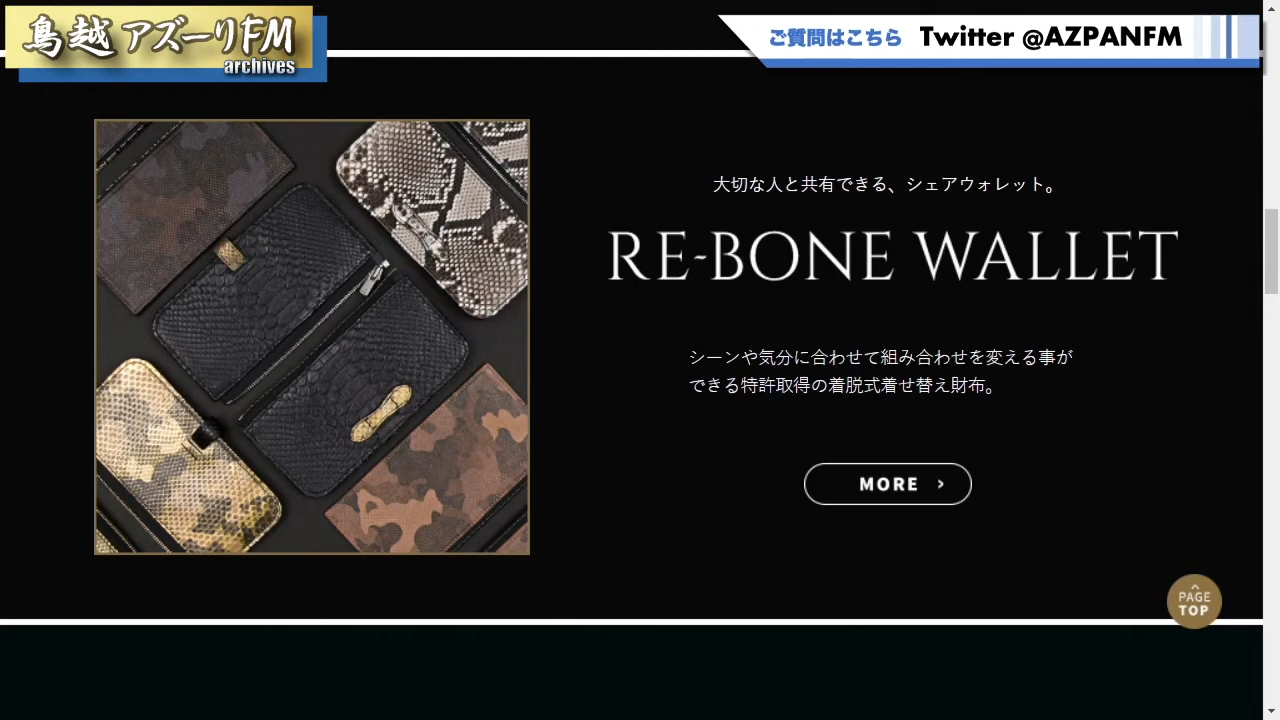 鳥越アズーリFM
archives
ご質問はこちら Twitter @AZPANFM
大切な人と共有できる、シェアウォレット。
RE-BONE WALLET
シーンや気分に合わせて組み合わせを変える事が
できる特許取得の着脱式着せ替え財布。
MORE >
PAGE
TOP